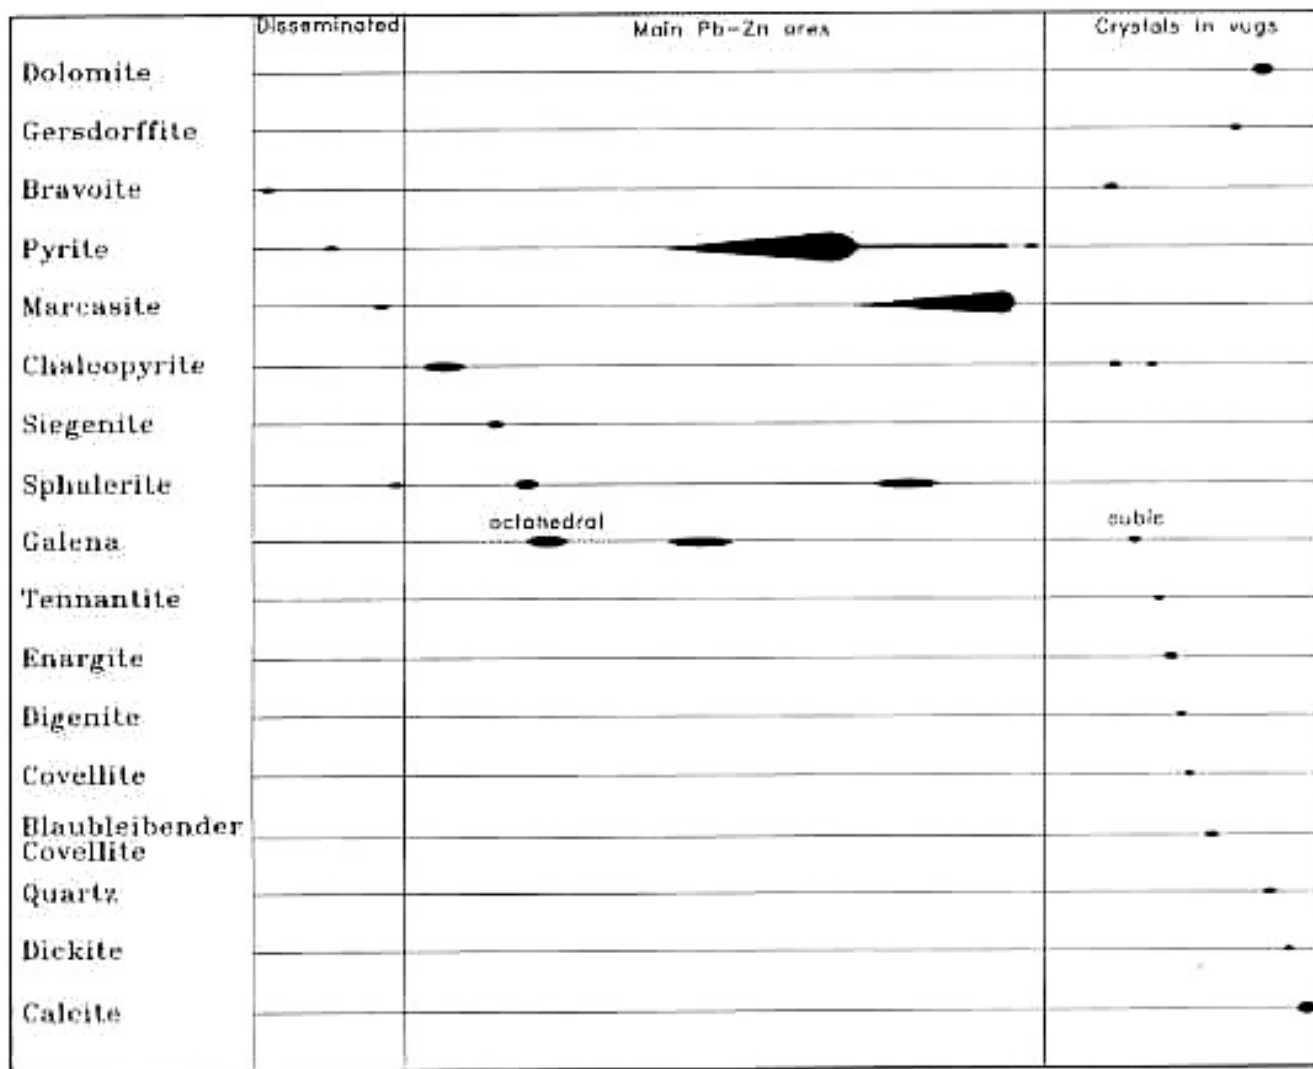 Disseminated Main Pb-Zn ores Crystals in vugs
Dolomite
Gersdorffite
Bravoite
Pyrite
Marcasite
Chalcopyrite
Siegenite
Sphalerite
octahedral cubic
Galena
Tennantite
Enargite
Digenite
Covellite
Blaubleibender
Covellite
Quartz
Dickite
Calcite